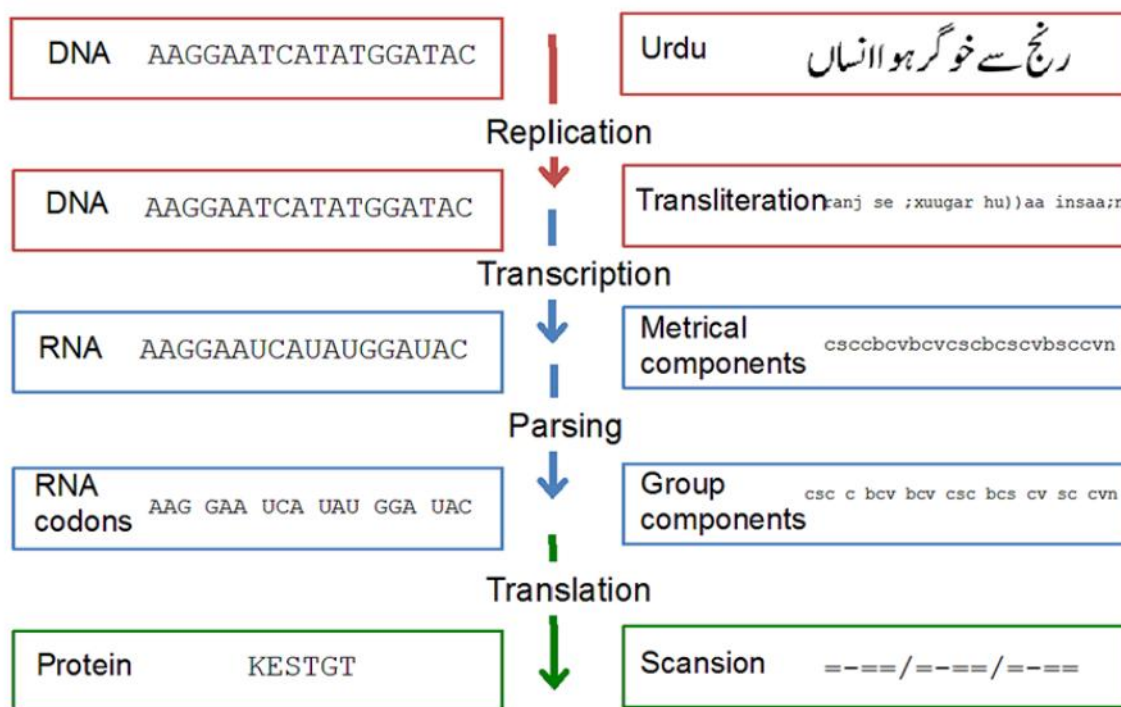 DNA AAGGAATCATATGGATAC
Urdu رنج سے خوگر ہوا انساں
Replication
DNA AAGGAATCATATGGATAC
Transliteration ranj se ;xuugar hu))aa insaa;n
Transcription
RNA AAGGAAUCAUAUGGAUAC
Metrical components csccbcvbcvcscbcscvbsccvn
Parsing
RNA codons AAG GAA UCA UAU GGA UAC
Group components csc c bcv bcv csc bcs cv sc cvn
Translation
Protein KESTGT
Scansion =-==/=-==/=-==